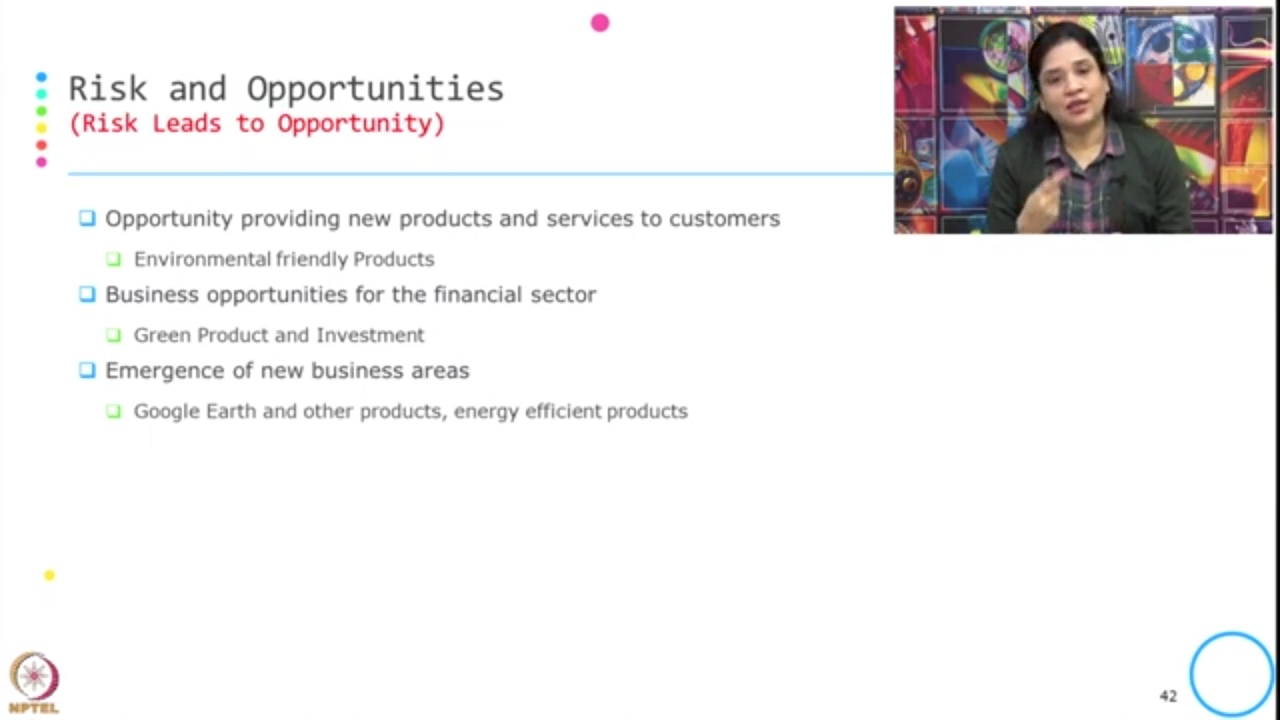 Risk and Opportunities
(Risk Leads to Opportunity)
Opportunity providing new products and services to customers
Environmental friendly Products
Business opportunities for the financial sector
Green Product and Investment
Emergence of new business areas
Google Earth and other products, energy efficient products
NPTEL
42